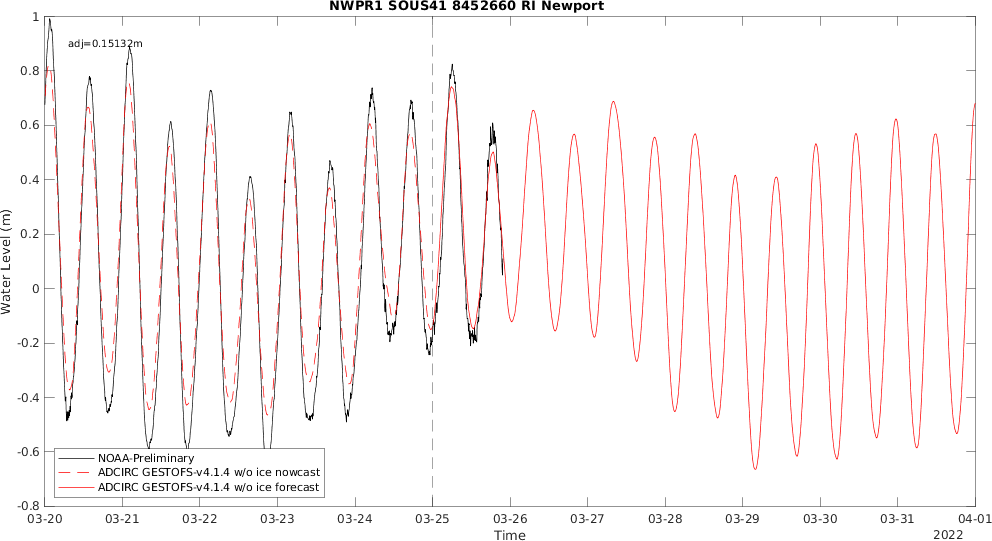 NWPR1 SOUS41 8452660 RI Newport
adj=0.15132m
Water Level (m)
1
0.8
0.6
0.4
0.2
0
-0.2
-0.4
-0.6
-0.8
NOAA-Preliminary
ADCIRC GESTOFS-v4.1.4 w/o ice nowcast
ADCIRC GESTOFS-v4.1.4 w/o ice forecast
03-20 03-21 03-22 03-23 03-24 03-25 03-26 03-27 03-28 03-29 03-30 03-31 04-01
Time
2022